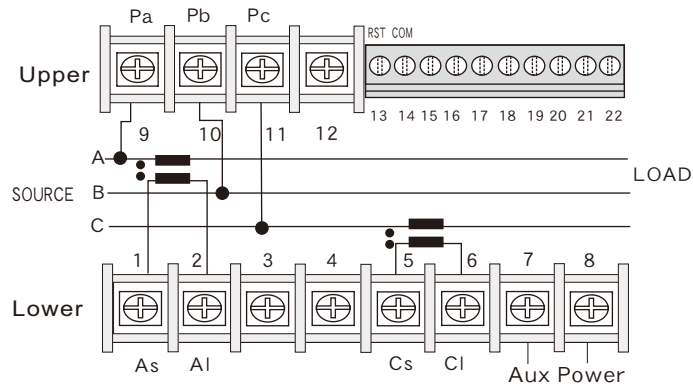 Pa Pb Pc
RST COM
Upper
13 14 15 16 17 18 19 20 21 22
9 10 11 12
A
LOAD
SOURCE B
C
1 2 3 4 5 6 7 8
Lower
As Al Cs Cl
Aux Power